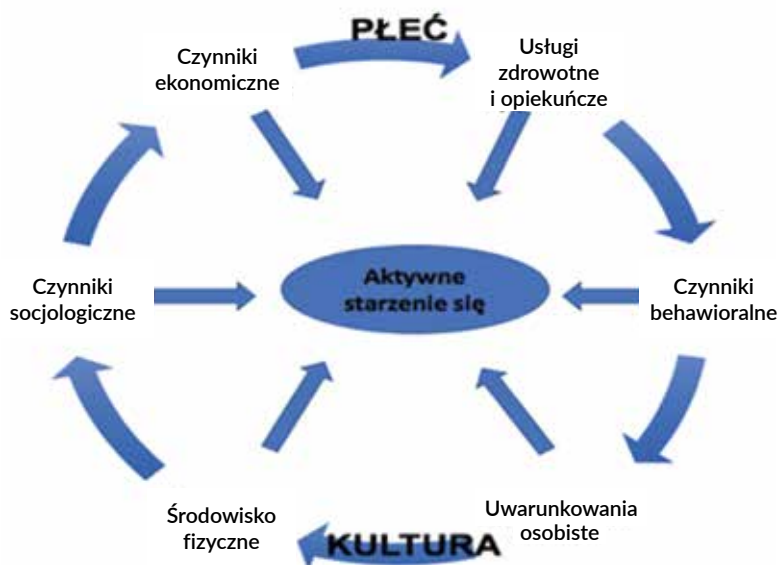 PŁEĆ
Czynniki
ekonomiczne
Usługi
zdrowotne
i opiekuńcze
Czynniki
socjologiczne
Aktywne
starzenie się
Czynniki
behawioralne
Środowisko
fizyczne
KULTURA
Uwarunkowania
osobiste